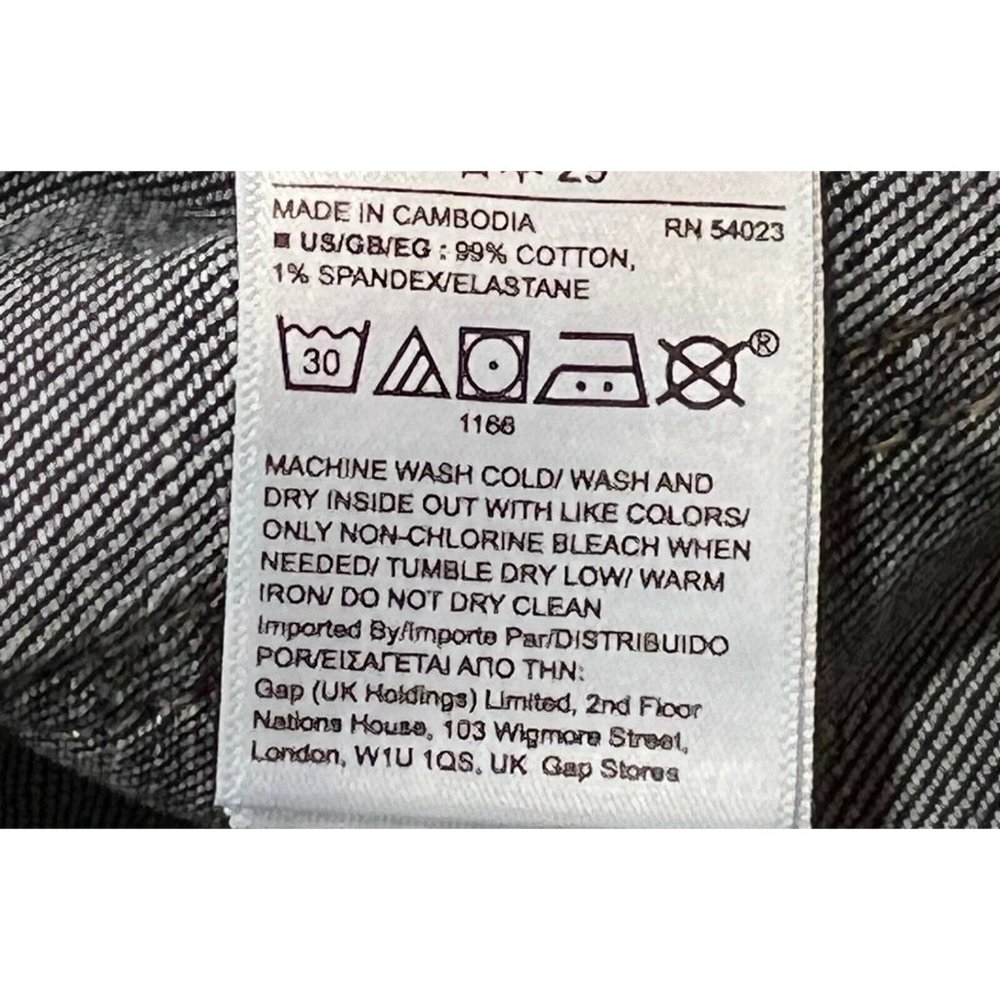 MADE IN CAMBODIA RN 54023
US/GB/EG : 99% COTTON,
1% SPANDEX/ELASTANE
30 ®
1166
MACHINE WASH COLD/ WASH AND
DRY INSIDE OUT WITH LIKE COLORS/
ONLY NON-CHLORINE BLEACH WHEN
NEEDED/ TUMBLE DRY LOW/ WARM
IRON/ DO NOT DRY CLEAN
Imported By/Importe Par/DISTRIBUIDO
POR/ΕΙΣΑΓΕΤΑΙ ΑΠΟ ΤΗΝ:
Gap (UK Holdings) Limited, 2nd Floor
Nations House, 103 Wigmore Street,
London, W1U 1QS, UK Gap Stores